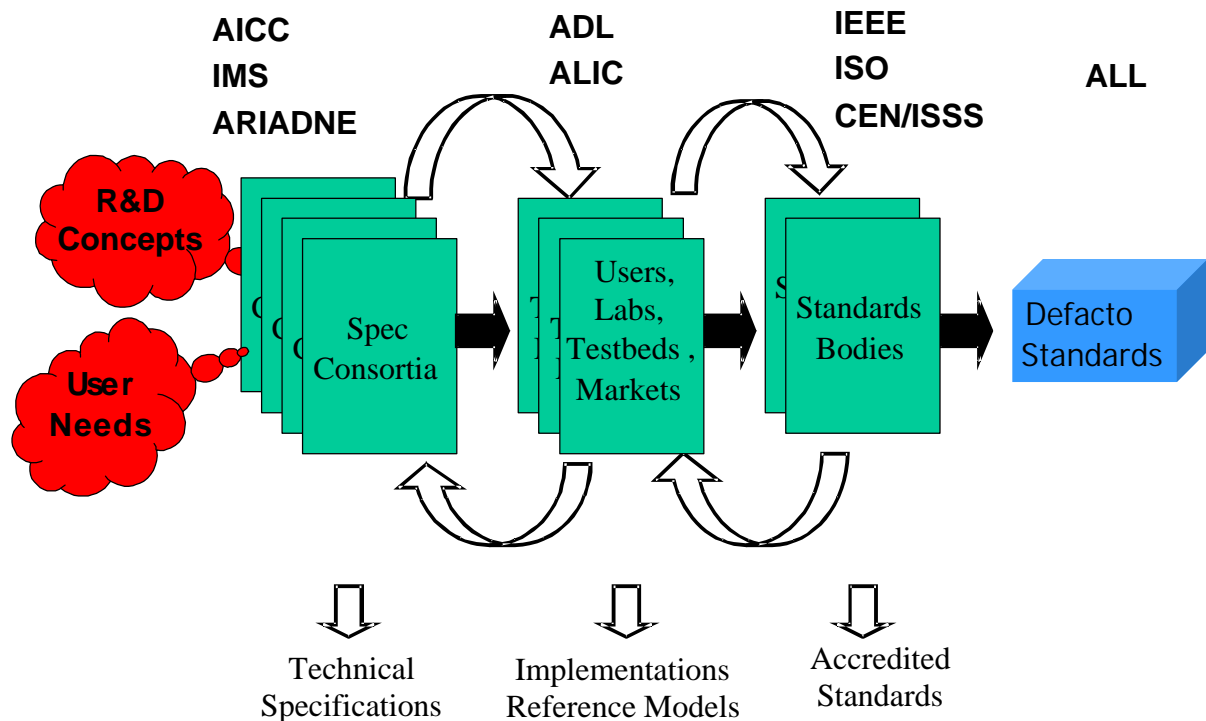 AICC
IMS
ARIADNE
ADL
ALIC
IEEE
ISO
CEN/ISSS
ALL
R&D
Concepts
User
Needs
Spec
Consortia
Users,
Labs,
Testbeds ,
Markets
Standards
Bodies
Defacto
Standards
Technical
Specifications
Implementations
Reference Models
Accredited
Standards